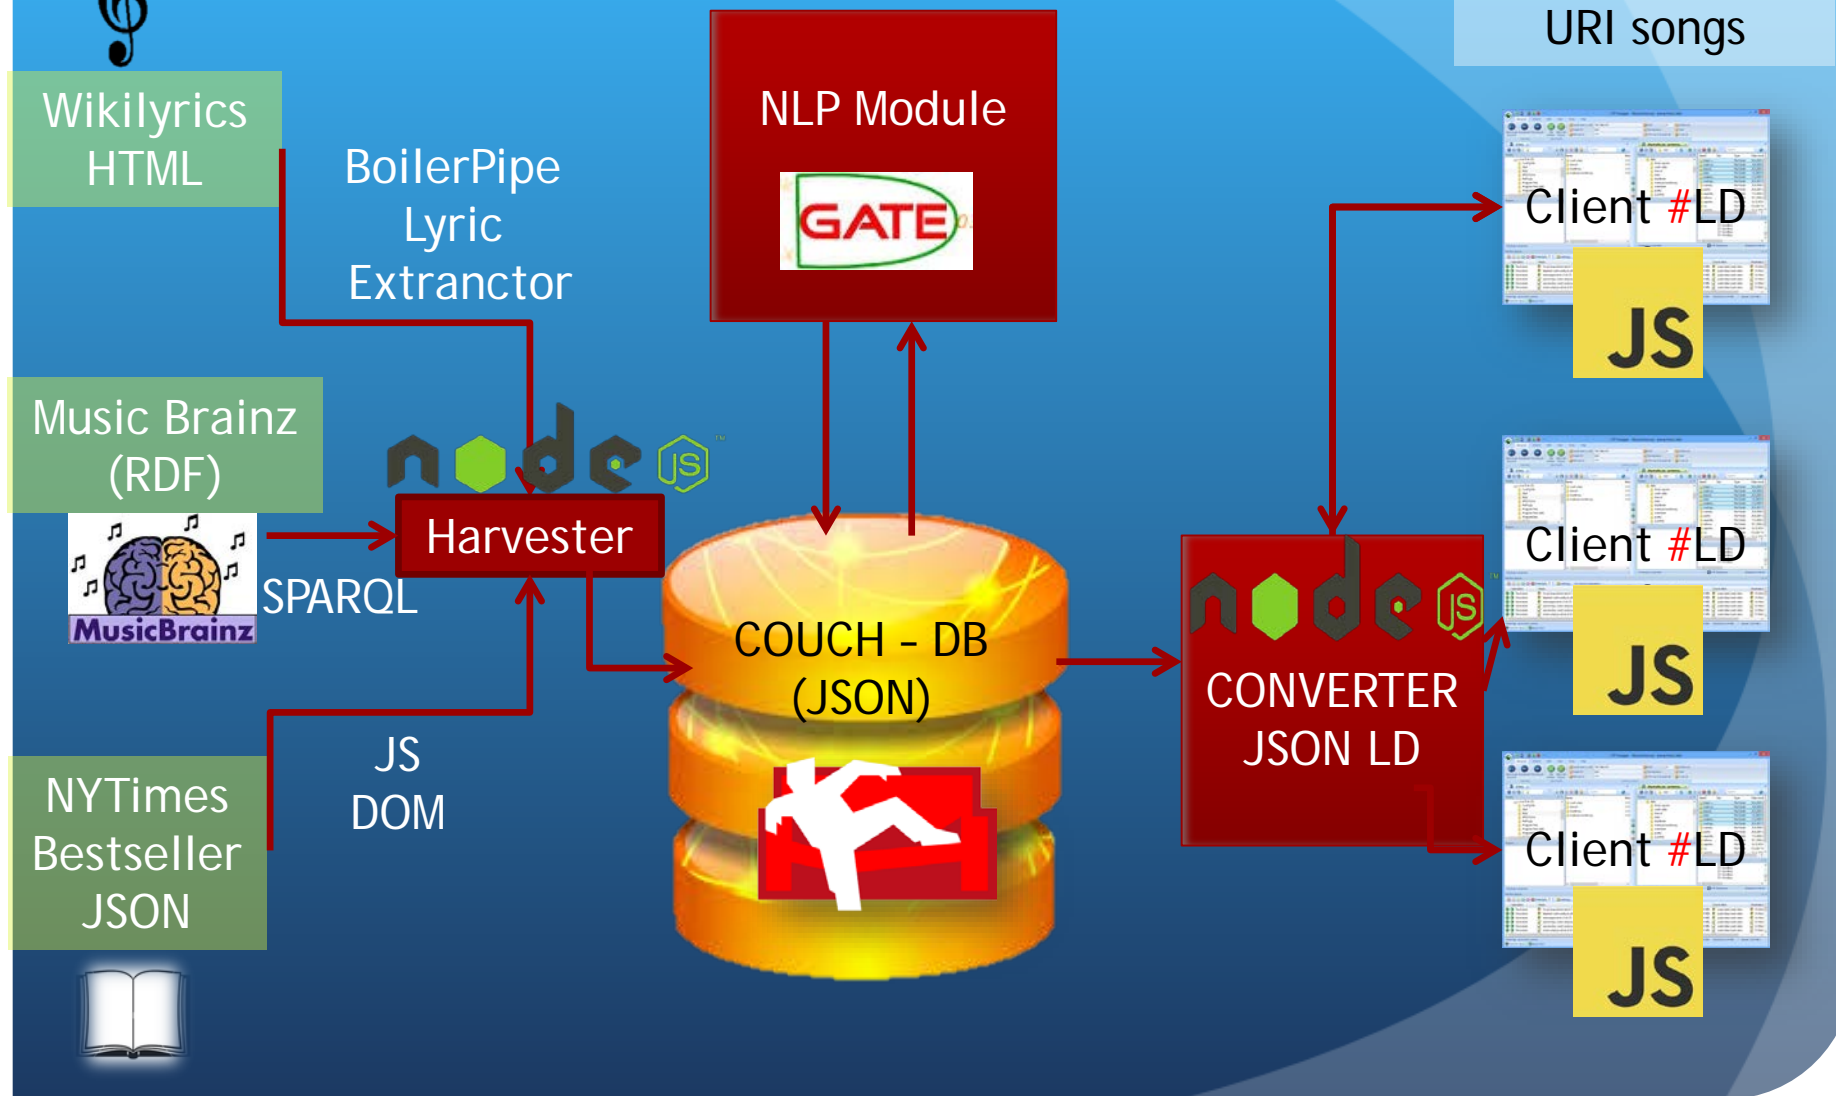 URI songs
Wikilyrics
HTML
BoilerPipe
Lyric
Extranctor
NLP Module
GATE
Client #LD
JS
Music Brainz
(RDF)
node JS
Harvester
SPARQL
MusicBrainz
COUCH – DB
(JSON)
node JS
CONVERTER
JSON LD
Client #LD
JS
JS
DOM
NYTimes
Bestseller
JSON
Client #LD
JS